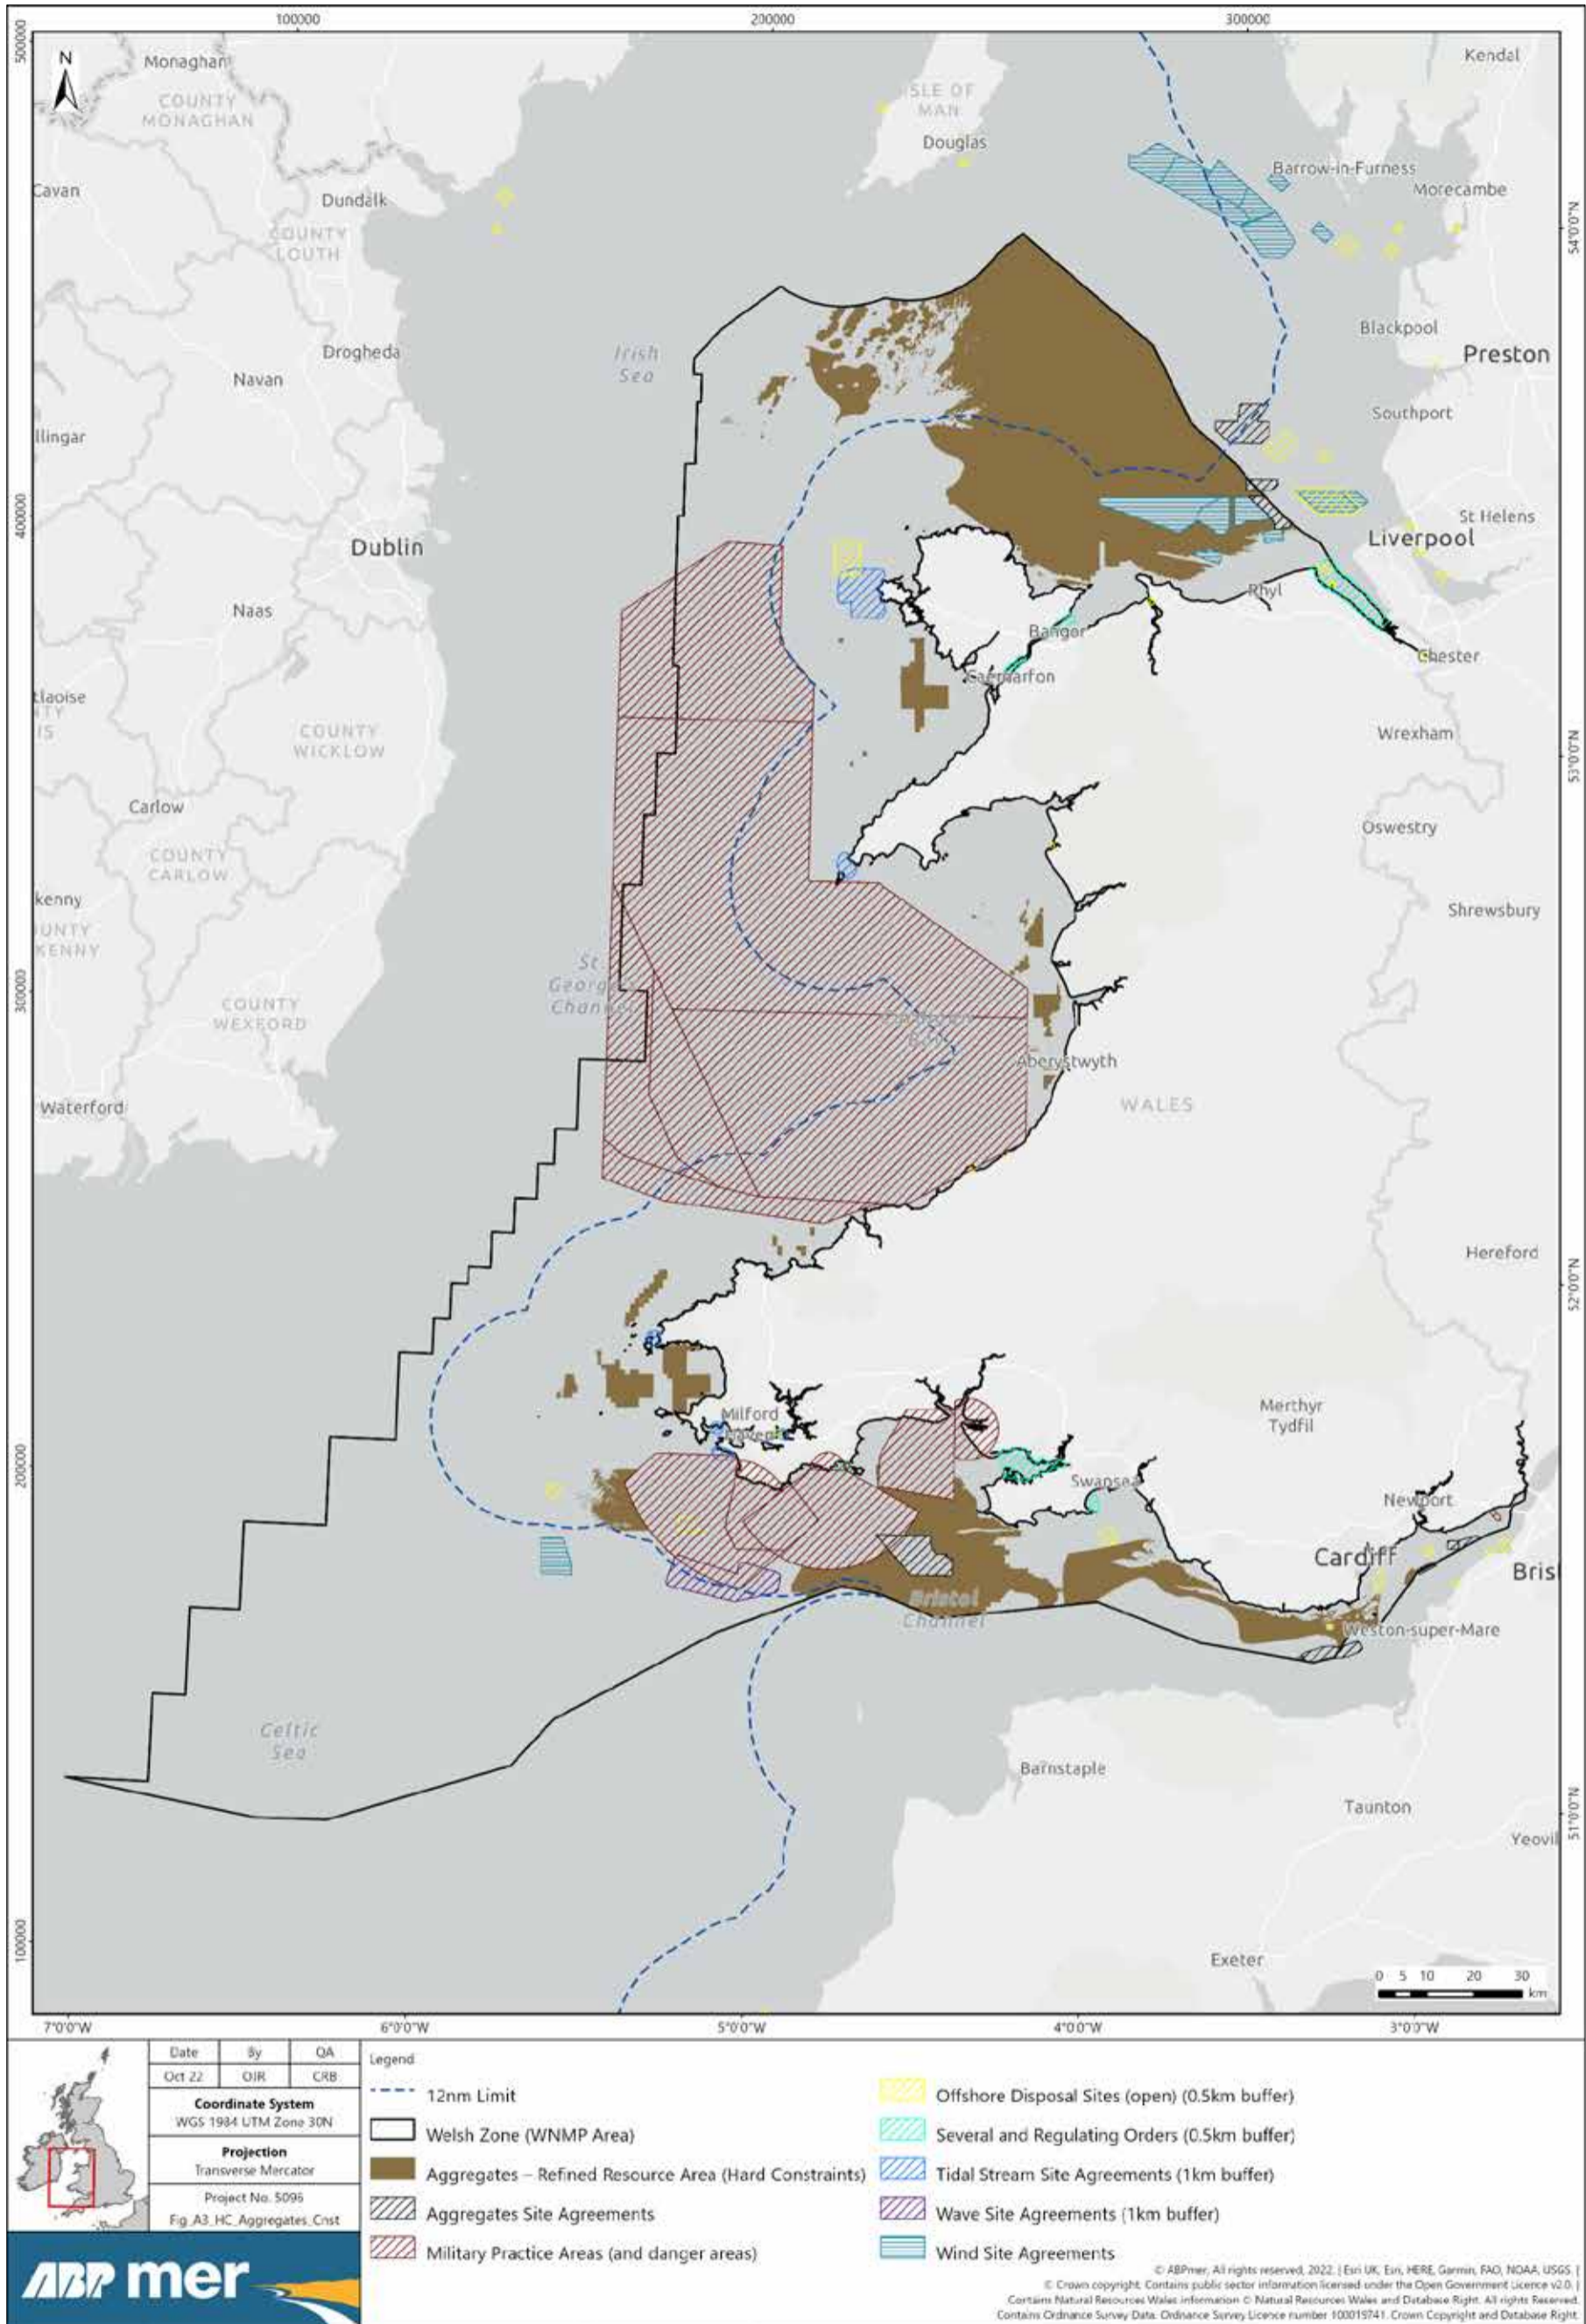 100000
200000
300000
500000
N
Monaghan
COUNTY
MONAGHAN
ISLE OF
MAN
Douglas
Kendal
Barrow-in-Furness
Morecambe
Cavan
Dundalk
COUNTY
LOUTH
54°0'0"N
Blackpool
Preston
Irish
Sea
Drogheda
Navan
Southport
llingar
400000
St Helens
Liverpool
Dublin
Rhyl
Naas
Bangor
Chester
Caernarfon
COUNTY
WICKLOW
Wrexham
53°0'0"N
Carlow
Oswestry
COUNTY
CARLOW
kenny
KENNY
Shrewsbury
St
George's
Channel
300000
COUNTY
WEXFORD
Aberystwyth
WALES
Waterford
Hereford
52°0'0"N
Merthyr
Tydfil
Milford
Haven
200000
Swansea
Newport
Cardiff
Brist
Bristol
Channel
Weston-super-Mare
Celtic
Sea
Barnstaple
Taunton
51°0'0"N
Yeovil
100000
Exeter
0 5 10 20 30
km
7°0'0"W
6°0'0"W
5°0'0"W
4°0'0"W
3°0'0"W
Date By QA
Oct 22 OJR CRB
Coordinate System
WGS 1984 UTM Zone 30N
Projection
Transverse Mercator
Project No. 5096
Fig_A3_HC_Aggregates_Cnst
ABPmer
Legend
12nm Limit
Welsh Zone (WNMP Area)
Aggregates – Refined Resource Area (Hard Constraints)
Aggregates Site Agreements
Military Practice Areas (and danger areas)
Offshore Disposal Sites (open) (0.5km buffer)
Several and Regulating Orders (0.5km buffer)
Tidal Stream Site Agreements (1km buffer)
Wave Site Agreements (1km buffer)
Wind Site Agreements
© ABPmer, All rights reserved, 2022. | Esri UK, Esri, HERE, Garmin, FAO, NOAA, USGS. |
© Crown copyright. Contains public sector information licensed under the Open Government Licence v2.0. |
Contains Natural Resources Wales information © Natural Resources Wales and Database Right. All rights Reserved.
Contains Ordnance Survey Data. Ordnance Survey Licence number 100019741. Crown Copyright and Database Right